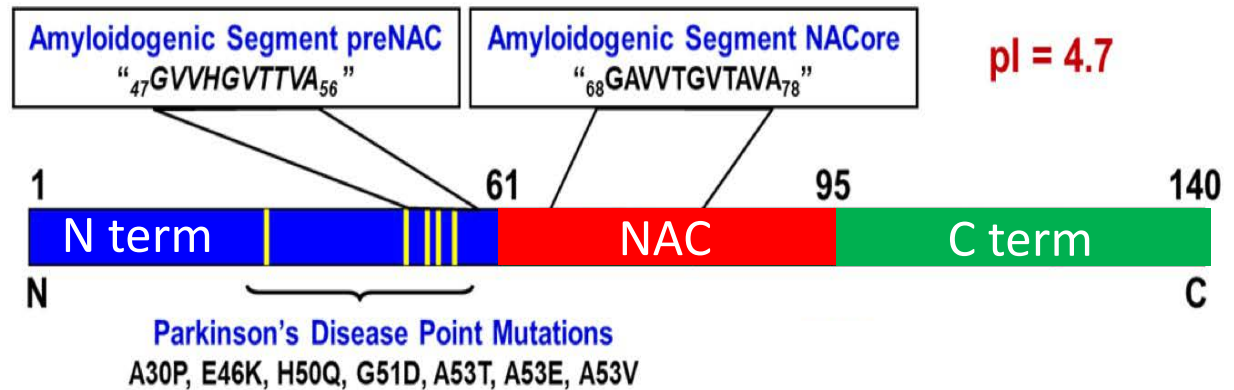 Amyloidogenic Segment preNAC
“₄₇GVVHGVTTVA₅₆”
Amyloidogenic Segment NACore
“₆₈GAVVTGVTAVA₇₈”
pI = 4.7
1
61
95
140
N term
NAC
C term
N
C
Parkinson’s Disease Point Mutations
A30P, E46K, H50Q, G51D, A53T, A53E, A53V